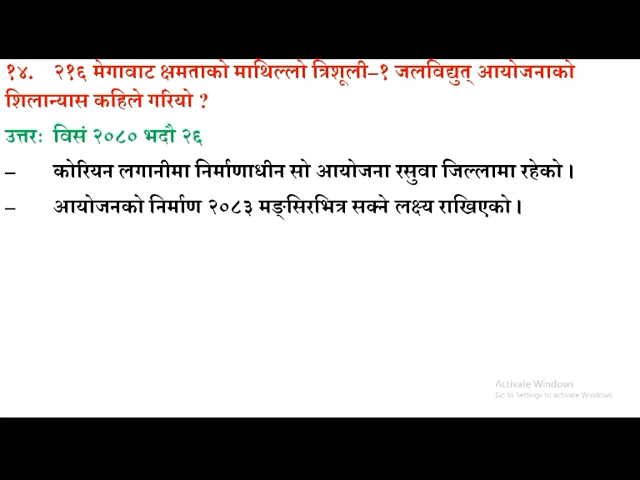 १४. २१६ मेगावाट क्षमताको माथिल्लो त्रिशूली–१ जलविद्युत् आयोजनाको
शिलान्यास कहिले गरियो ?
उत्तरः विसं २०८० भदौ २६
– कोरियन लगानीमा निर्माणाधीन सो आयोजना रसुवा जिल्लामा रहेको ।
– आयोजनको निर्माण २०८३ मङ्सिरभित्र सक्ने लक्ष्य राखिएको ।
Activate Windows
Go to Settings to activate Windows.